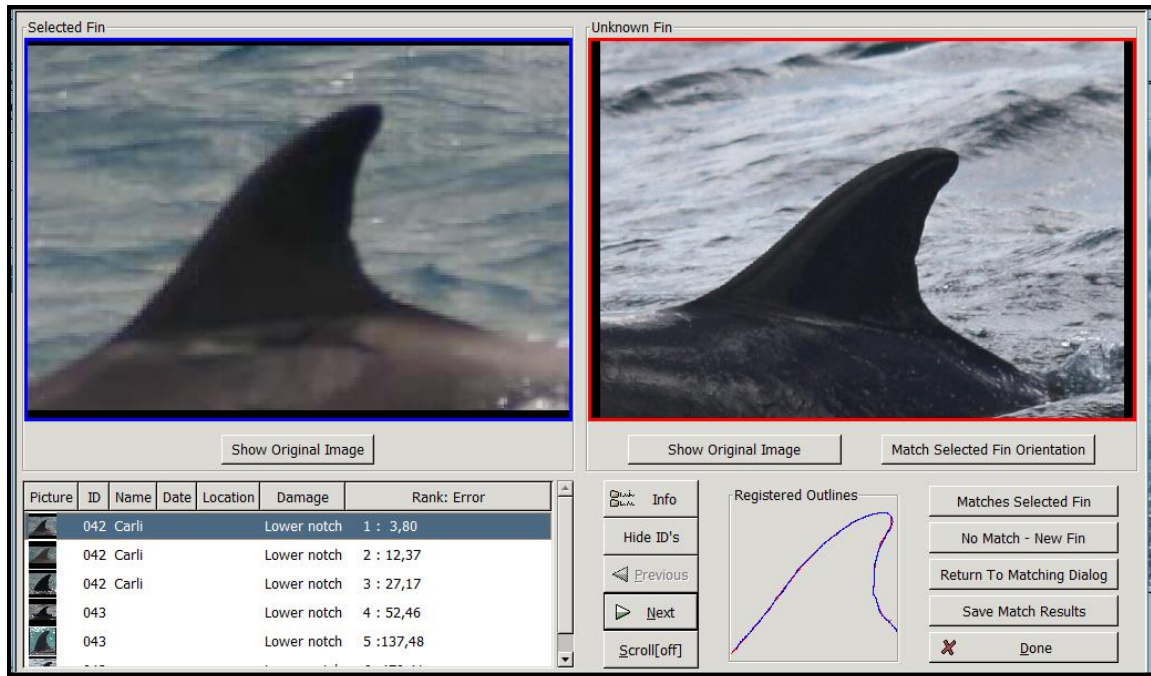 Selected Fin
Unknown Fin
Show Original Image
Show Original Image
Match Selected Fin Orientation
Picture ID Name Date Location Damage Rank: Error
042 Carli Lower notch 1 : 3,80
042 Carli Lower notch 2 : 12,37
042 Carli Lower notch 3 : 27,17
043 Lower notch 4 : 52,46
043 Lower notch 5 :137,48
Info
Hide ID's
Previous
Next
Scroll[off]
Registered Outlines
Matches Selected Fin
No Match - New Fin
Return To Matching Dialog
Save Match Results
Done